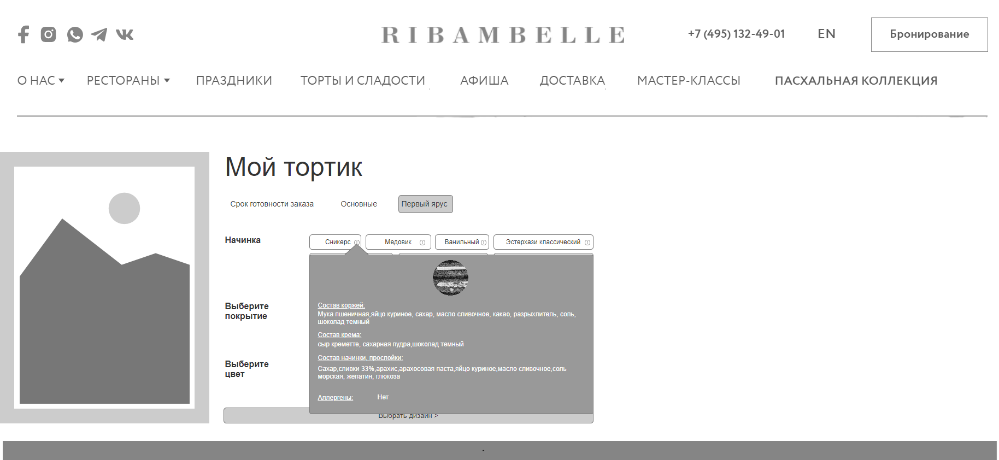 RIBAMBELLE
+7 (495) 132-49-01
EN
Бронирование
О НАС
РЕСТОРАНЫ
ПРАЗДНИКИ
ТОРТЫ И СЛАДОСТИ
АФИША
ДОСТАВКА
МАСТЕР-КЛАССЫ
ПАСХАЛЬНАЯ КОЛЛЕКЦИЯ
Мой тортик
Срок готовности заказа
Основные
Первый ярус
Начинка
Сникерс
Медовик
Ванильный
Эстерхази классический
Состав коржей:
Мука пшеничная,яйцо куриное, сахар, масло сливочное, какао, разрыхлитель, соль,
шоколад темный
Состав крема:
сыр креметте, сахарная пудра,шоколад темный
Состав начинки, прослойки:
Сахар,сливки 33%,арахис,арахосовая паста,яйцо куриное,масло сливочное,соль
морская, желатин, глюкоза
Аллергены:
Нет
Выберите
покрытие
Выберите
цвет
Выбрать дизайн >